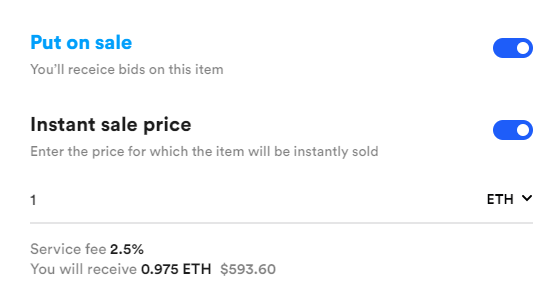 Put on sale
You'll receice bids on this item
Instant sale price
Enter the price for which the item will be instantly sold
1 ETH
Service fee 2.5%
You will receive 0.975 ETH $593.60